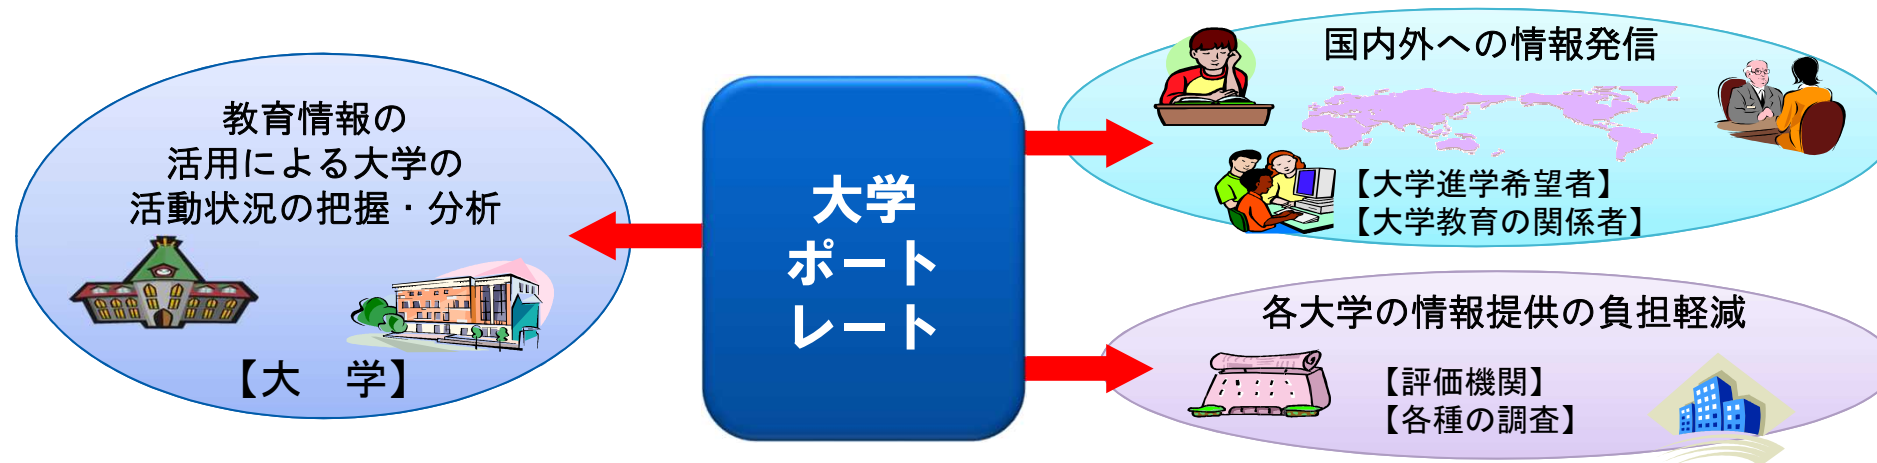 教育情報の
活用による大学の
活動状況の把握・分析
【大　学】
大学
ポート
レート
国内外への情報発信
【大学進学希望者】
【大学教育の関係者】
各大学の情報提供の負担軽減
【評価機関】
【各種の調査】